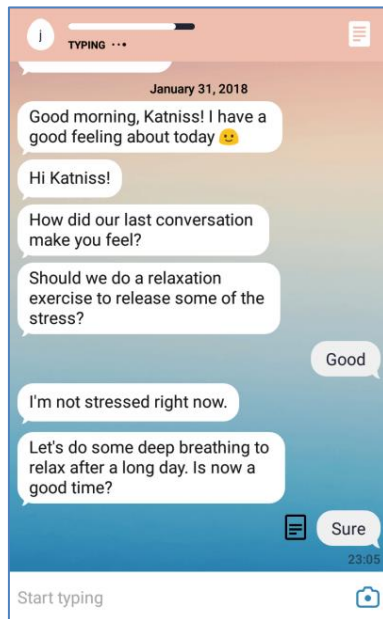 j
TYPING
January 31, 2018
Good morning, Katniss! I have a
good feeling about today 🙂
Hi Katniss!
How did our last conversation
make you feel?
Should we do a relaxation
exercise to release some of the
stress?
Good
I'm not stressed right now.
Let's do some deep breathing to
relax after a long day. Is now a
good time?
Sure
23:05
Start typing